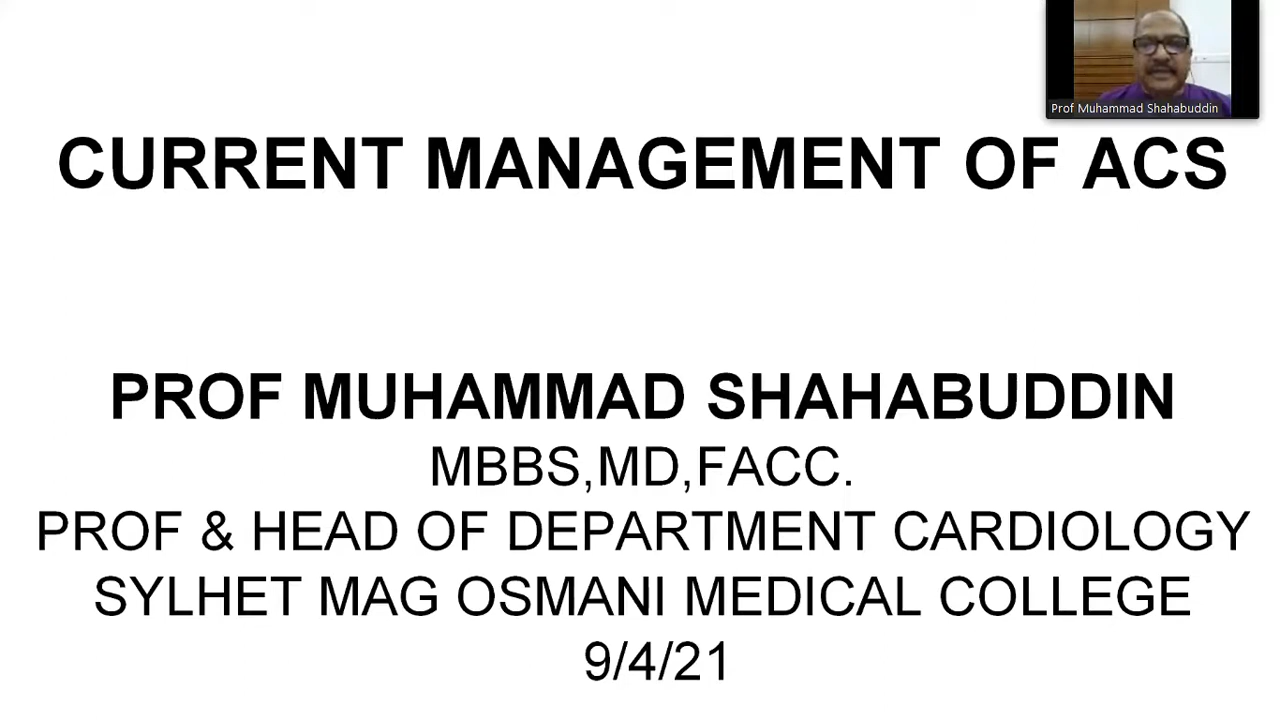 Prof Muhammad Shahabuddin
CURRENT MANAGEMENT OF ACS
PROF MUHAMMAD SHAHABUDDIN
MBBS,MD,FACC.
PROF & HEAD OF DEPARTMENT CARDIOLOGY
SYLHET MAG OSMANI MEDICAL COLLEGE
9/4/21